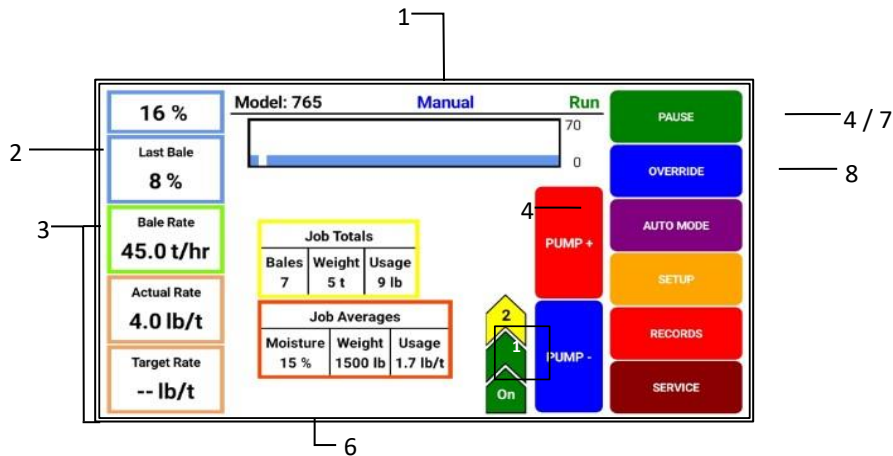 1
16 %
Model: 765 Manual Run
70
0
PAUSE
4 / 7
2
Last Bale
8 %
OVERRIDE
8
3
Bale Rate
45.0 t/hr
4
PUMP +
AUTO MODE
Job Totals
Bales Weight Usage
7 5 t 9 lb
SETUP
Actual Rate
4.0 lb/t
Job Averages
Moisture Weight Usage
15 % 1500 lb 1.7 lb/t
2
1
On
PUMP -
RECORDS
Target Rate
-- lb/t
SERVICE
6